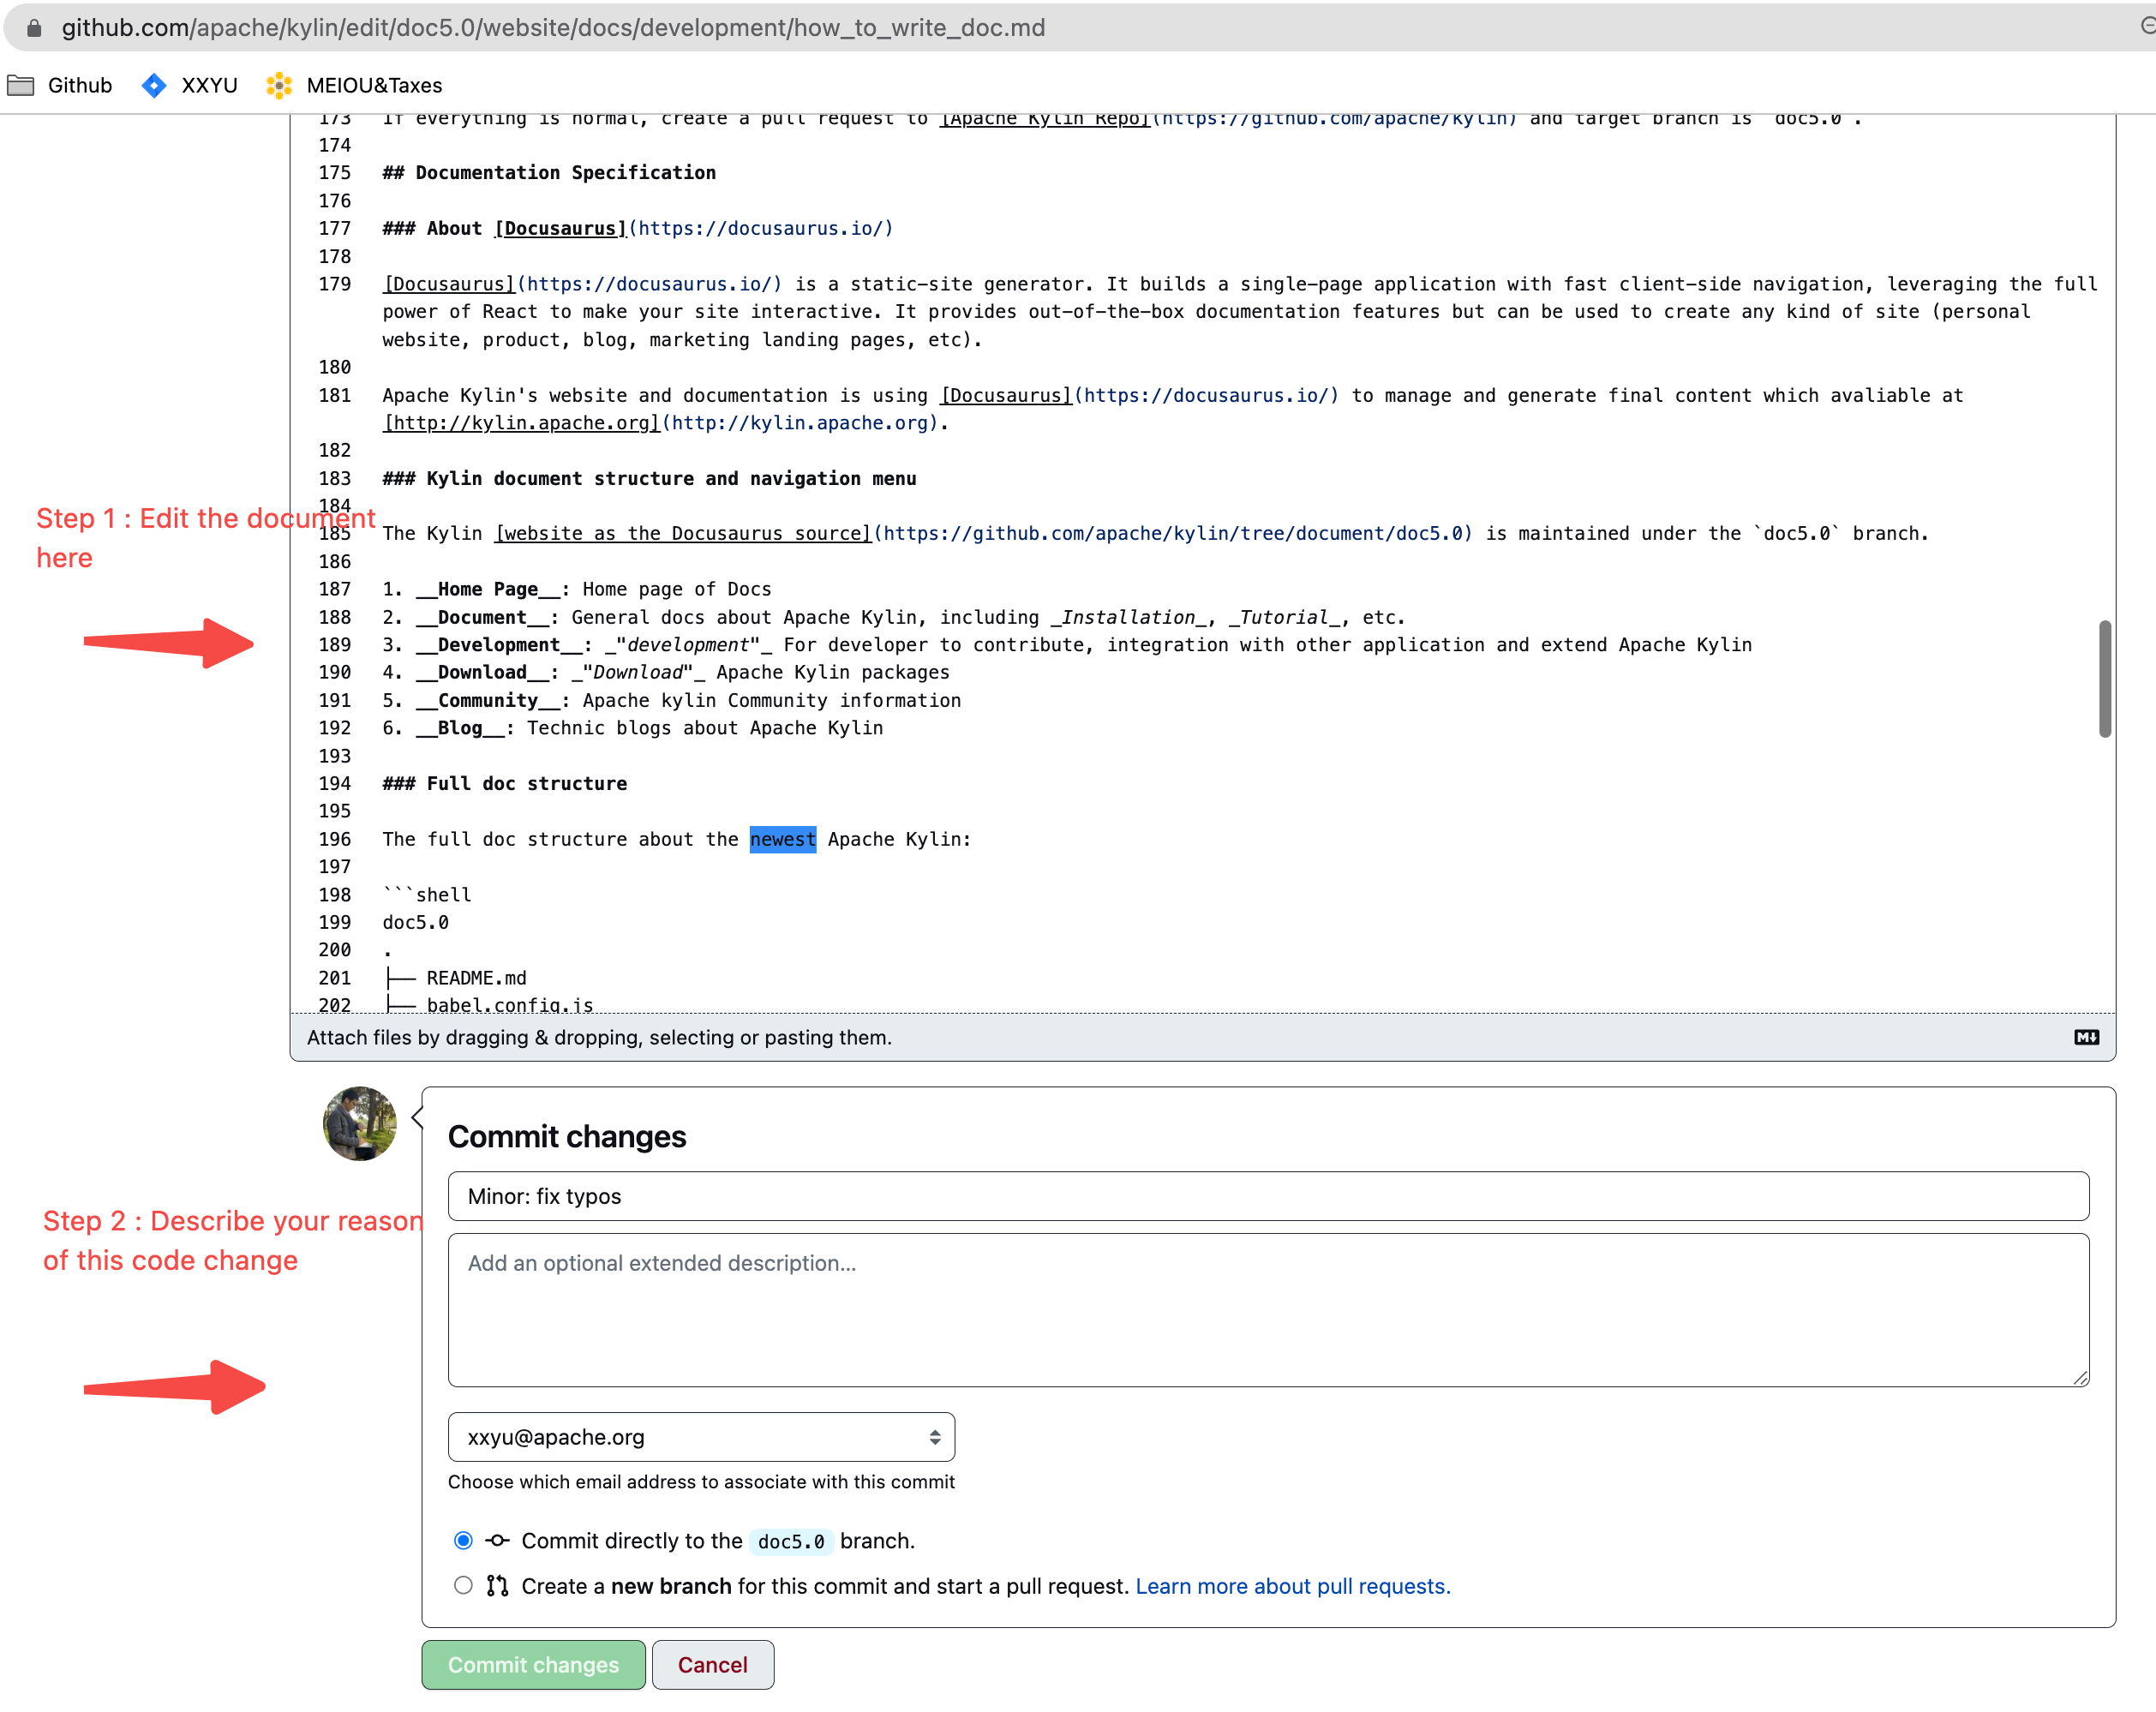 github.com/apache/kylin/edit/doc5.0/website/docs/development/how_to_write_doc.md
Github XXYU MEIOU&Taxes
173 If everything is normal, create a pull request to [Apache Kylin Repo](https://github.com/apache/kylin) and target branch is `doc5.0`.
174
175 ## Documentation Specification
176
177 ### About [Docusaurus](https://docusaurus.io/)
178
179 [Docusaurus](https://docusaurus.io/) is a static-site generator. It builds a single-page application with fast client-side navigation, leveraging the full
power of React to make your site interactive. It provides out-of-the-box documentation features but can be used to create any kind of site (personal
website, product, blog, marketing landing pages, etc).
180
181 Apache Kylin's website and documentation is using [Docusaurus](https://docusaurus.io/) to manage and generate final content which avaliable at
[http://kylin.apache.org](http://kylin.apache.org).
182
183 ### Kylin document structure and navigation menu
184
Step 1 : Edit the document
here
185 The Kylin [website as the Docusaurus source](https://github.com/apache/kylin/tree/document/doc5.0) is maintained under the `doc5.0` branch.
186
187 1. __Home Page__: Home page of Docs
188 2. __Document__: General docs about Apache Kylin, including _Installation_, _Tutorial_, etc.
189 3. __Development__: _"development"_ For developer to contribute, integration with other application and extend Apache Kylin
190 4. __Download__: _"Download"_ Apache Kylin packages
191 5. __Community__: Apache kylin Community information
192 6. __Blog__: Technic blogs about Apache Kylin
193
194 ### Full doc structure
195
196 The full doc structure about the newest Apache Kylin:
197
198 ```shell
199 doc5.0
200 .
201 ├── README.md
202 ├── babel.config.js
Attach files by dragging & dropping, selecting or pasting them.
Commit changes
Minor: fix typos
Step 2 : Describe your reason
of this code change
Add an optional extended description...
xxyu@apache.org
Choose which email address to associate with this commit
Commit directly to the doc5.0 branch.
Create a new branch for this commit and start a pull request. Learn more about pull requests.
Commit changes Cancel